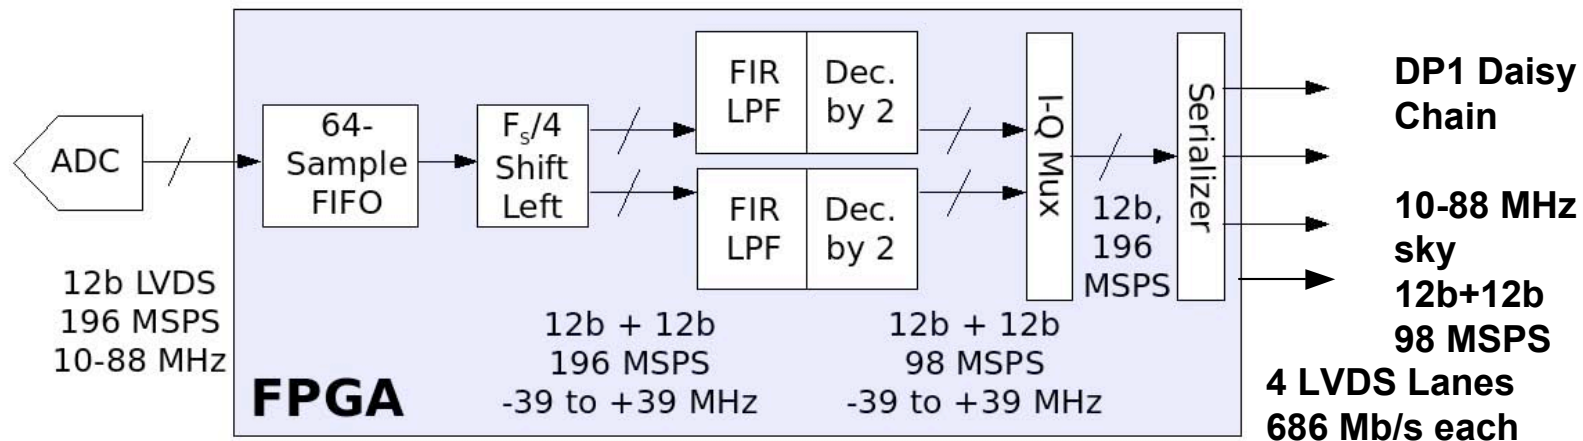 ADC
12b LVDS
196 MSPS
10-88 MHz
64-
Sample
FIFO
FS/4
Shift
Left
FIR
LPF
Dec.
by 2
FIR
LPF
Dec.
by 2
I-Q Mux
12b,
196
MSPS
Serializer
12b + 12b
196 MSPS
-39 to +39 MHz
12b + 12b
98 MSPS
-39 to +39 MHz
FPGA
DP1 Daisy
Chain
10-88 MHz
sky
12b+12b
98 MSPS
4 LVDS Lanes
686 Mb/s each